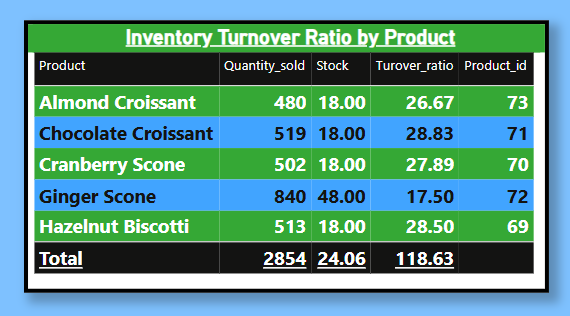 Inventory Turnover Ratio by Product
Product Quantity_sold Stock Turover_ratio Product_id
Almond Croissant 480 18.00 26.67 73
Chocolate Croissant 519 18.00 28.83 71
Cranberry Scone 502 18.00 27.89 70
Ginger Scone 840 48.00 17.50 72
Hazelnut Biscotti 513 18.00 28.50 69
Total 2854 24.06 118.63